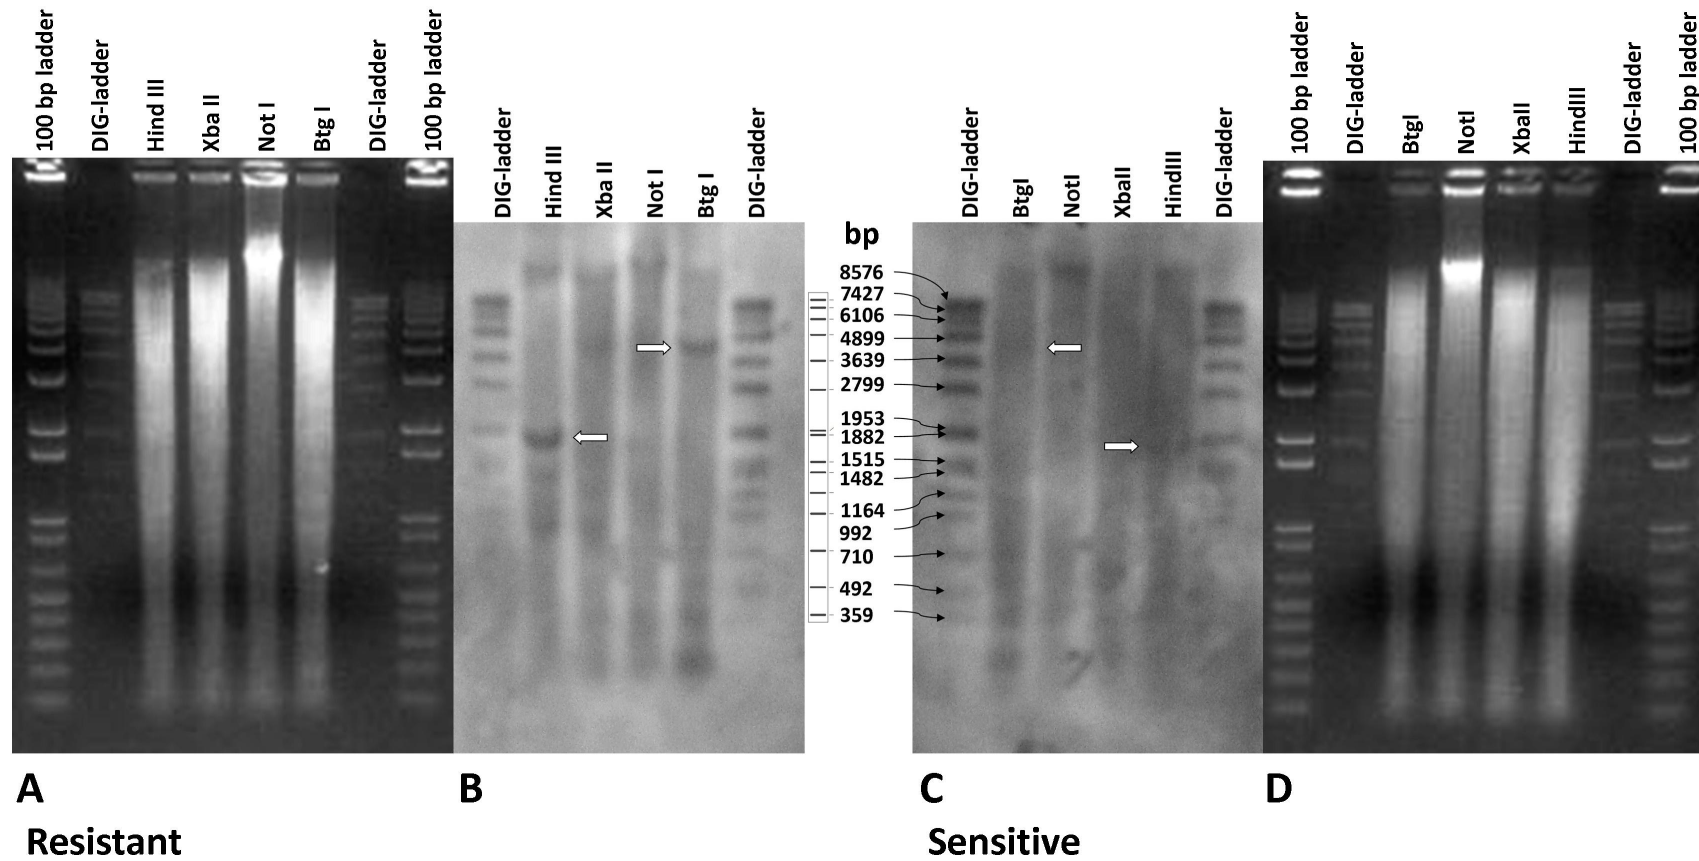 100 bp ladder
DIG-ladder
Hind III
Xba II
Not I
Btg I
DIG-ladder
100 bp ladder
DIG-ladder
Hind III
Xba II
Not I
Btg I
DIG-ladder
bp
8576
7427
6106
4899
3639
2799
1953
1882
1515
1482
1164
992
710
492
359
DIG-ladder
BtgI
NotI
XbaII
HindIII
DIG-ladder
100 bp ladder
DIG-ladder
BtgI
NotI
XbaII
HindIII
DIG-ladder
100 bp ladder
A
B
C
D
Resistant
Sensitive